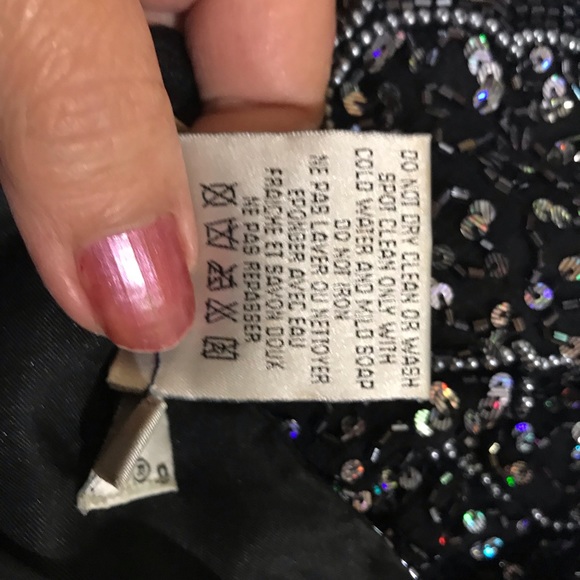 DO NOT DRY CLEAN OR WASH
SPOT CLEAN ONLY WITH
COLD WATER AND MILD SOAP
DO NOT IRON
NE PAS LAVER OU NETTOYER
EPONGER AVEC EAU
FRAICHE ET SAVON DOUX
NE PAS REPASSER